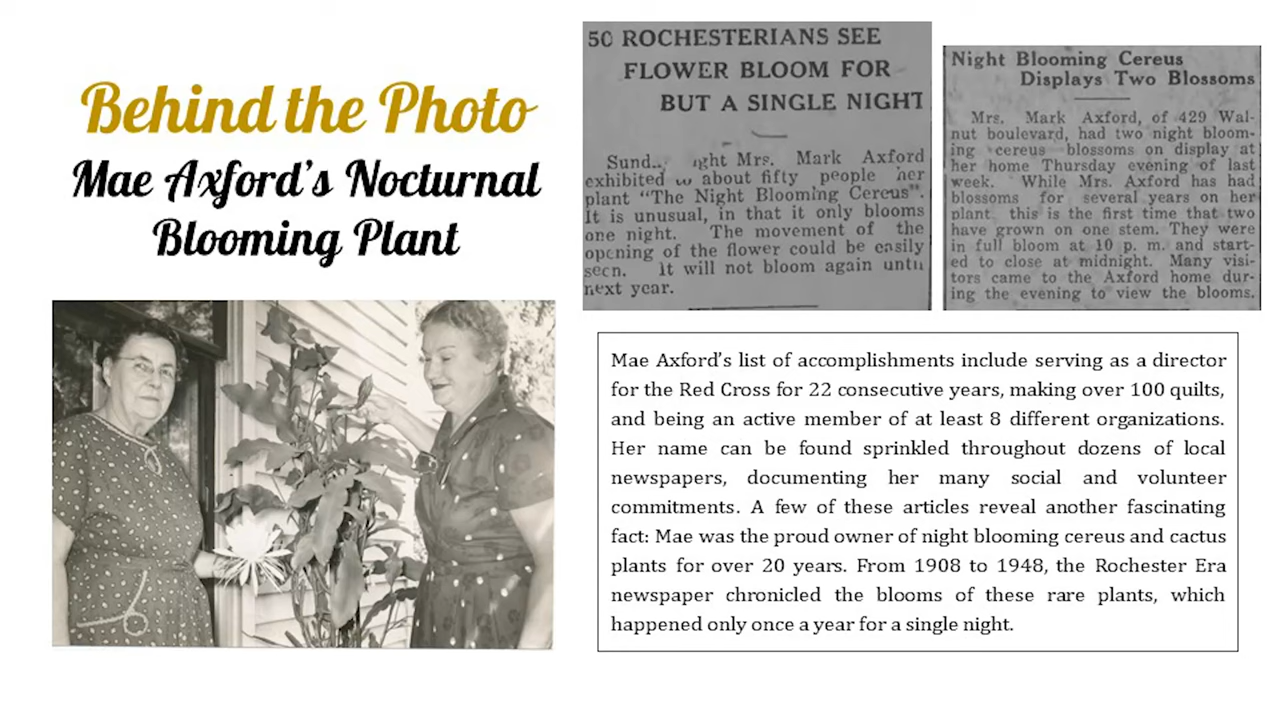 Behind the Photo
Mae Axford's Nocturnal
Blooming Plant
50 ROCHESTERIANS SEE
FLOWER BLOOM FOR
BUT A SINGLE NIGHT
Mrs. Mark Axford
exhibited to about fifty people her
plant "The Night Blooming Cereus".
It is unusual, in that it only blooms
one night. The movement of the
opening of the flower could be easily
seen. It will not bloom again until
next year.
Night Blooming Cereus
Displays Two Blossoms
Mrs. Mark Axford, of 429 Wal-
nut boulevard, had two night bloom-
ing cereus blossoms on display at
her home Thursday evening of last
week. While Mrs. Axford has had
blossoms for several years on her
plant this is the first time that two
have grown on one stem. They were
in full bloom at 10 p. m. and start-
ed to close at midnight. Many visi-
tors came to the Axford home dur-
ing the evening to view the blooms.
Mae Axford's list of accomplishments include serving as a director
for the Red Cross for 22 consecutive years, making over 100 quilts,
and being an active member of at least 8 different organizations.
Her name can be found sprinkled throughout dozens of local
newspapers, documenting her many social and volunteer
commitments. A few of these articles reveal another fascinating
fact: Mae was the proud owner of night blooming cereus and cactus
plants for over 20 years. From 1908 to 1948, the Rochester Era
newspaper chronicled the blooms of these rare plants, which
happened only once a year for a single night.